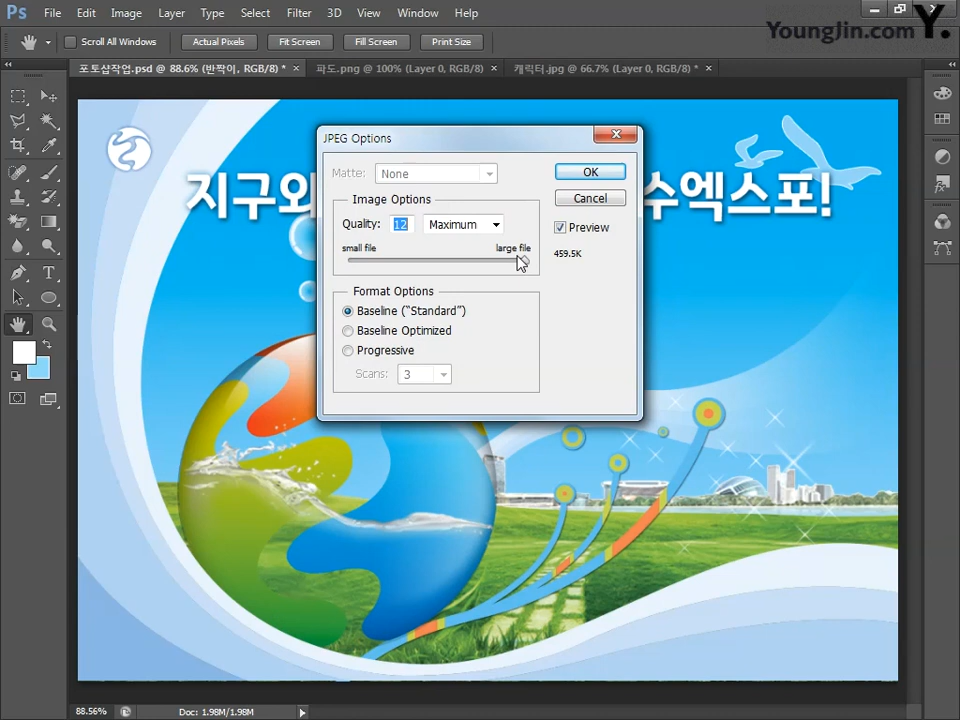 Ps File Edit Image Layer Type Select Filter 3D View Window Help
Scroll All Windows Actual Pixels Fit Screen Fill Screen Print Size
YoungJin.com Y.
포토샵작업.psd @ 88.6% (반짝이, RGB/8) * × 파도.png @ 100% (Layer 0, RGB/8) × 캐릭터.jpg @ 66.7% (Layer 0, RGB/8) * ×
JPEG Options
Matte: None OK
Image Options Cancel
Quality: 12 Maximum Preview
small file large file 459.5K
Format Options
Baseline ("Standard")
Baseline Optimized
Progressive
Scans: 3
지구와
수엑스포!
88.56% Doc: 1.98M/1.98M